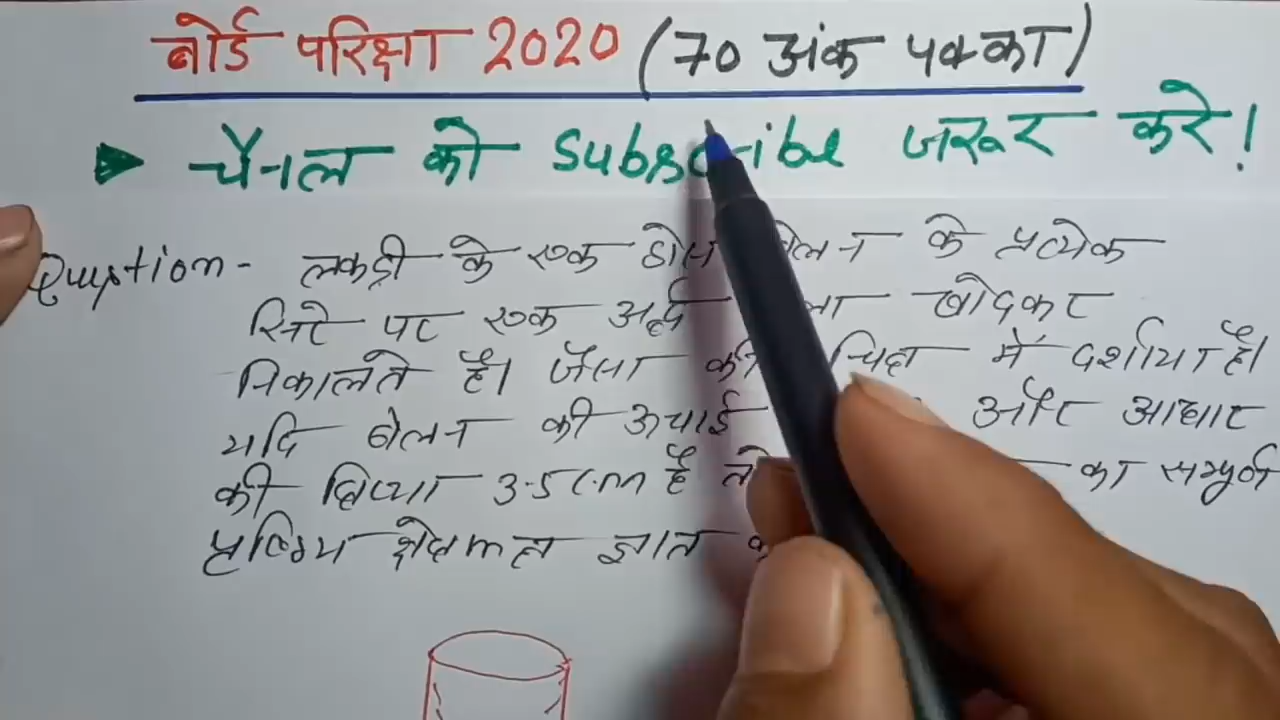 बोर्ड परिक्षा 2020 (70 अंक पक्का)
चैनल को Subscribe जरूर करे!
Question - लकड़ी के एक ठोस के प्रत्येक
सिरे पर एक अर्द्ध खोदकर
निकालते है। जैसा की चित्र में दर्शाया है।
यदि बेलन की ऊचाई और आधार
की त्रिज्या 3.5 cm है तो का सम्पूर्ण
पृष्ठिय क्षेत्रफल ज्ञात